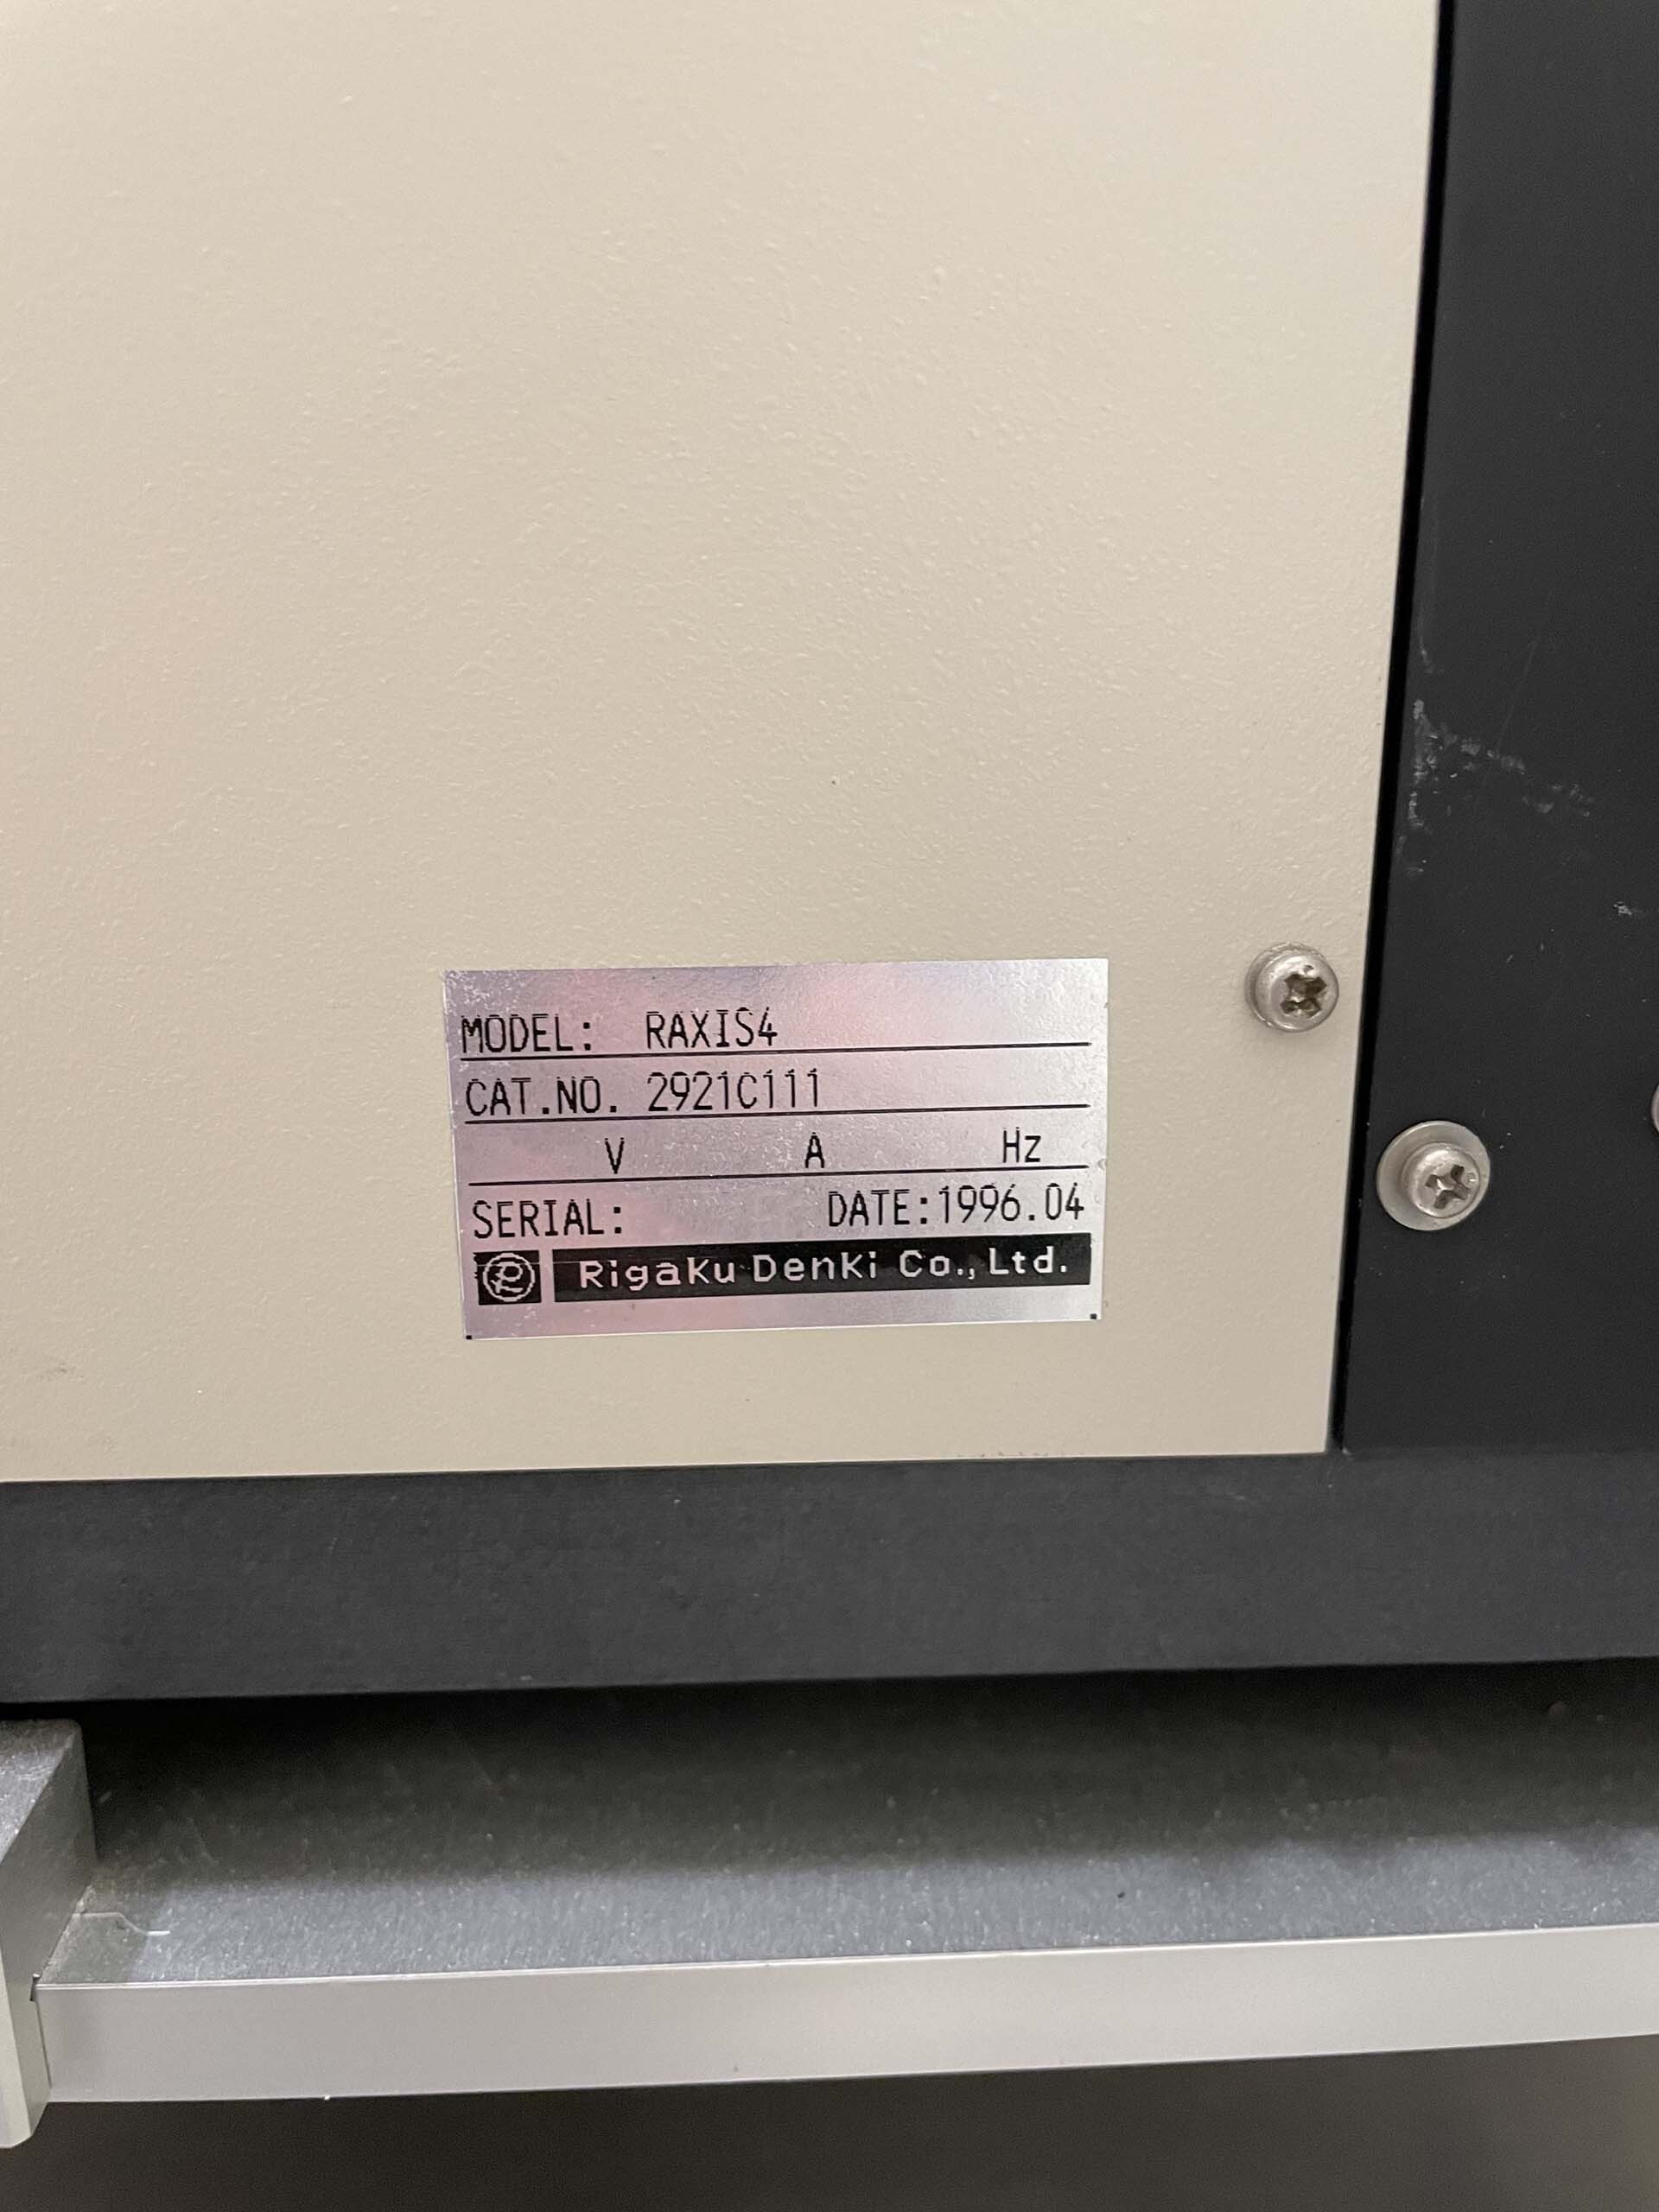 MODEL: RAXIS4
CAT.NO. 2921C111
V A Hz
SERIAL: DATE:1996.04
R Rigaku Denki Co., Ltd.